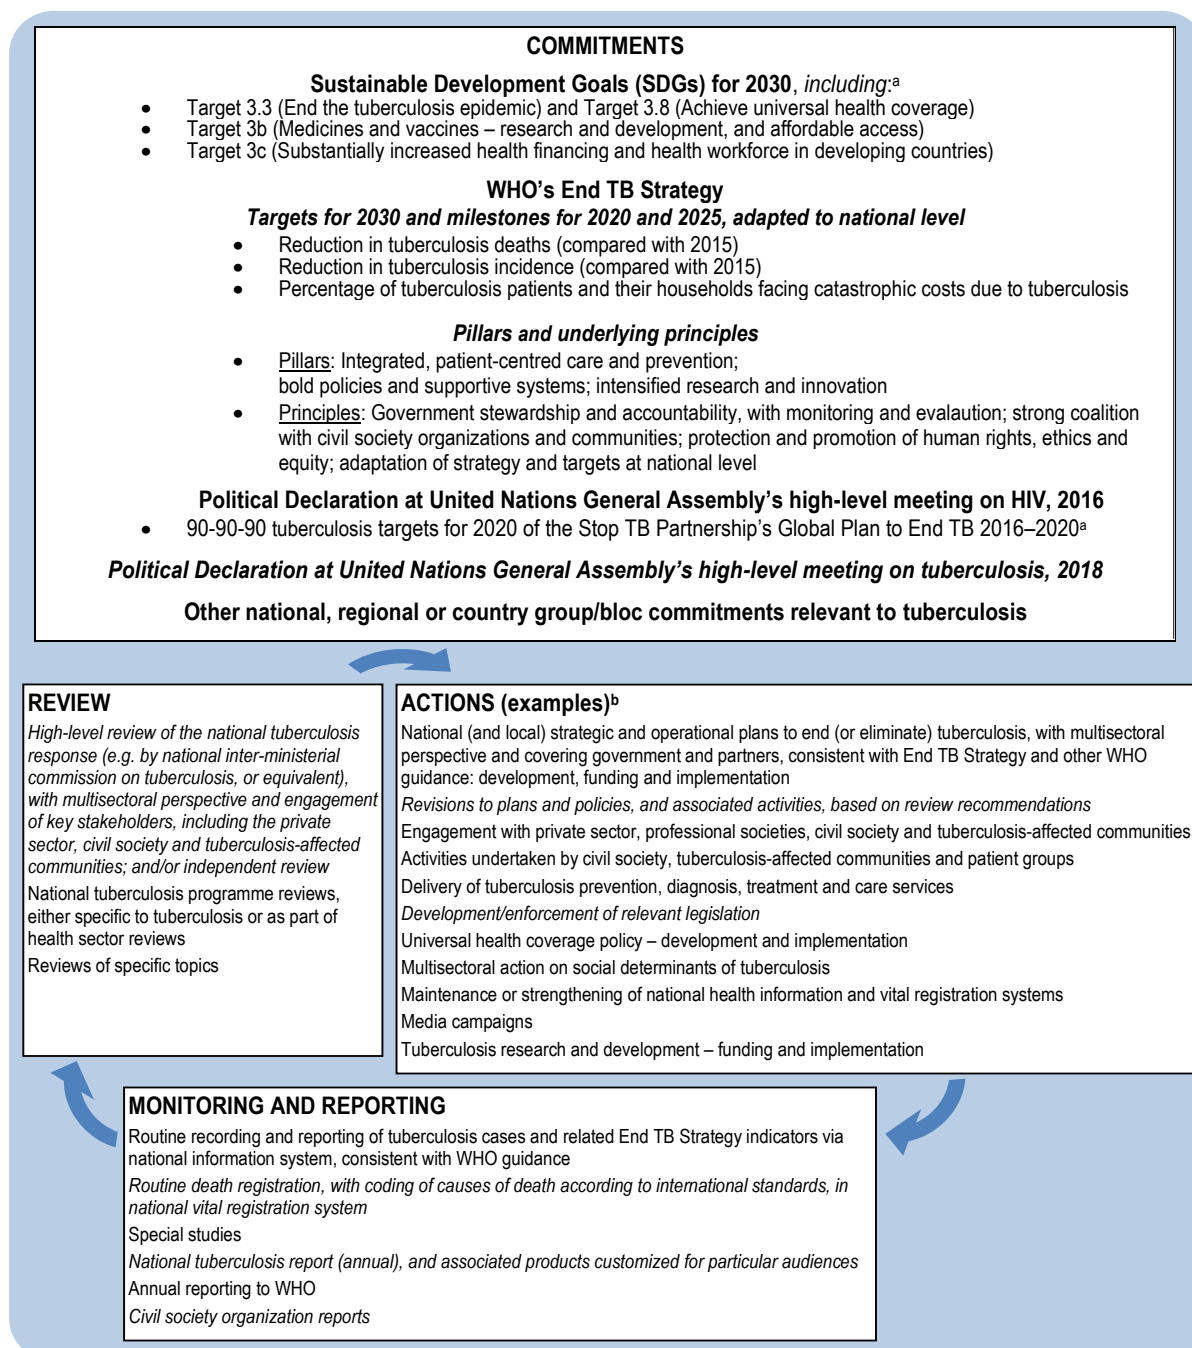 COMMITMENTS
Sustainable Development Goals (SDGs) for 2030, including:a
• Target 3.3 (End the tuberculosis epidemic) and Target 3.8 (Achieve universal health coverage)
• Target 3b (Medicines and vaccines – research and development, and affordable access)
• Target 3c (Substantially increased health financing and health workforce in developing countries)
WHO's End TB Strategy
Targets for 2030 and milestones for 2020 and 2025, adapted to national level
• Reduction in tuberculosis deaths (compared with 2015)
• Reduction in tuberculosis incidence (compared with 2015)
• Percentage of tuberculosis patients and their households facing catastrophic costs due to tuberculosis
Pillars and underlying principles
• Pillars: Integrated, patient-centred care and prevention;
bold policies and supportive systems; intensified research and innovation
• Principles: Government stewardship and accountability, with monitoring and evalaution; strong coalition
with civil society organizations and communities; protection and promotion of human rights, ethics and
equity; adaptation of strategy and targets at national level
Political Declaration at United Nations General Assembly's high-level meeting on HIV, 2016
• 90-90-90 tuberculosis targets for 2020 of the Stop TB Partnership's Global Plan to End TB 2016–2020a
Political Declaration at United Nations General Assembly's high-level meeting on tuberculosis, 2018
Other national, regional or country group/bloc commitments relevant to tuberculosis
REVIEW
High-level review of the national tuberculosis
response (e.g. by national inter-ministerial
commission on tuberculosis, or equivalent),
with multisectoral perspective and engagement
of key stakeholders, including the private
sector, civil society and tuberculosis-affected
communities; and/or independent review
National tuberculosis programme reviews,
either specific to tuberculosis or as part of
health sector reviews
Reviews of specific topics
ACTIONS (examples)b
National (and local) strategic and operational plans to end (or eliminate) tuberculosis, with multisectoral
perspective and covering government and partners, consistent with End TB Strategy and other WHO
guidance: development, funding and implementation
Revisions to plans and policies, and associated activities, based on review recommendations
Engagement with private sector, professional societies, civil society and tuberculosis-affected communities
Activities undertaken by civil society, tuberculosis-affected communities and patient groups
Delivery of tuberculosis prevention, diagnosis, treatment and care services
Development/enforcement of relevant legislation
Universal health coverage policy – development and implementation
Multisectoral action on social determinants of tuberculosis
Maintenance or strengthening of national health information and vital registration systems
Media campaigns
Tuberculosis research and development – funding and implementation
MONITORING AND REPORTING
Routine recording and reporting of tuberculosis cases and related End TB Strategy indicators via
national information system, consistent with WHO guidance
Routine death registration, with coding of causes of death according to international standards, in
national vital registration system
Special studies
National tuberculosis report (annual), and associated products customized for particular audiences
Annual reporting to WHO
Civil society organization reports